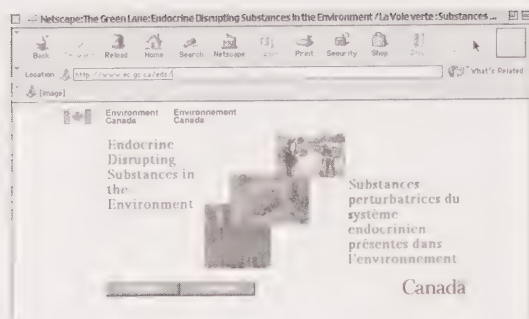 Netscape:The Green Lane:Endocrine Disrupting Substances in the Environment / La Voie verte :Substances ...
Back Reload Home Search Netscape Print Security Shop
Location http://www.ec.gc.ca/eds/
What's Related
[image]
Environment Canada Environnement Canada
Endocrine
Disrupting
Substances in
the
Environment
Substances
perturbatrices du
système
endocrinien
présentes dans
l'environnement
Canada